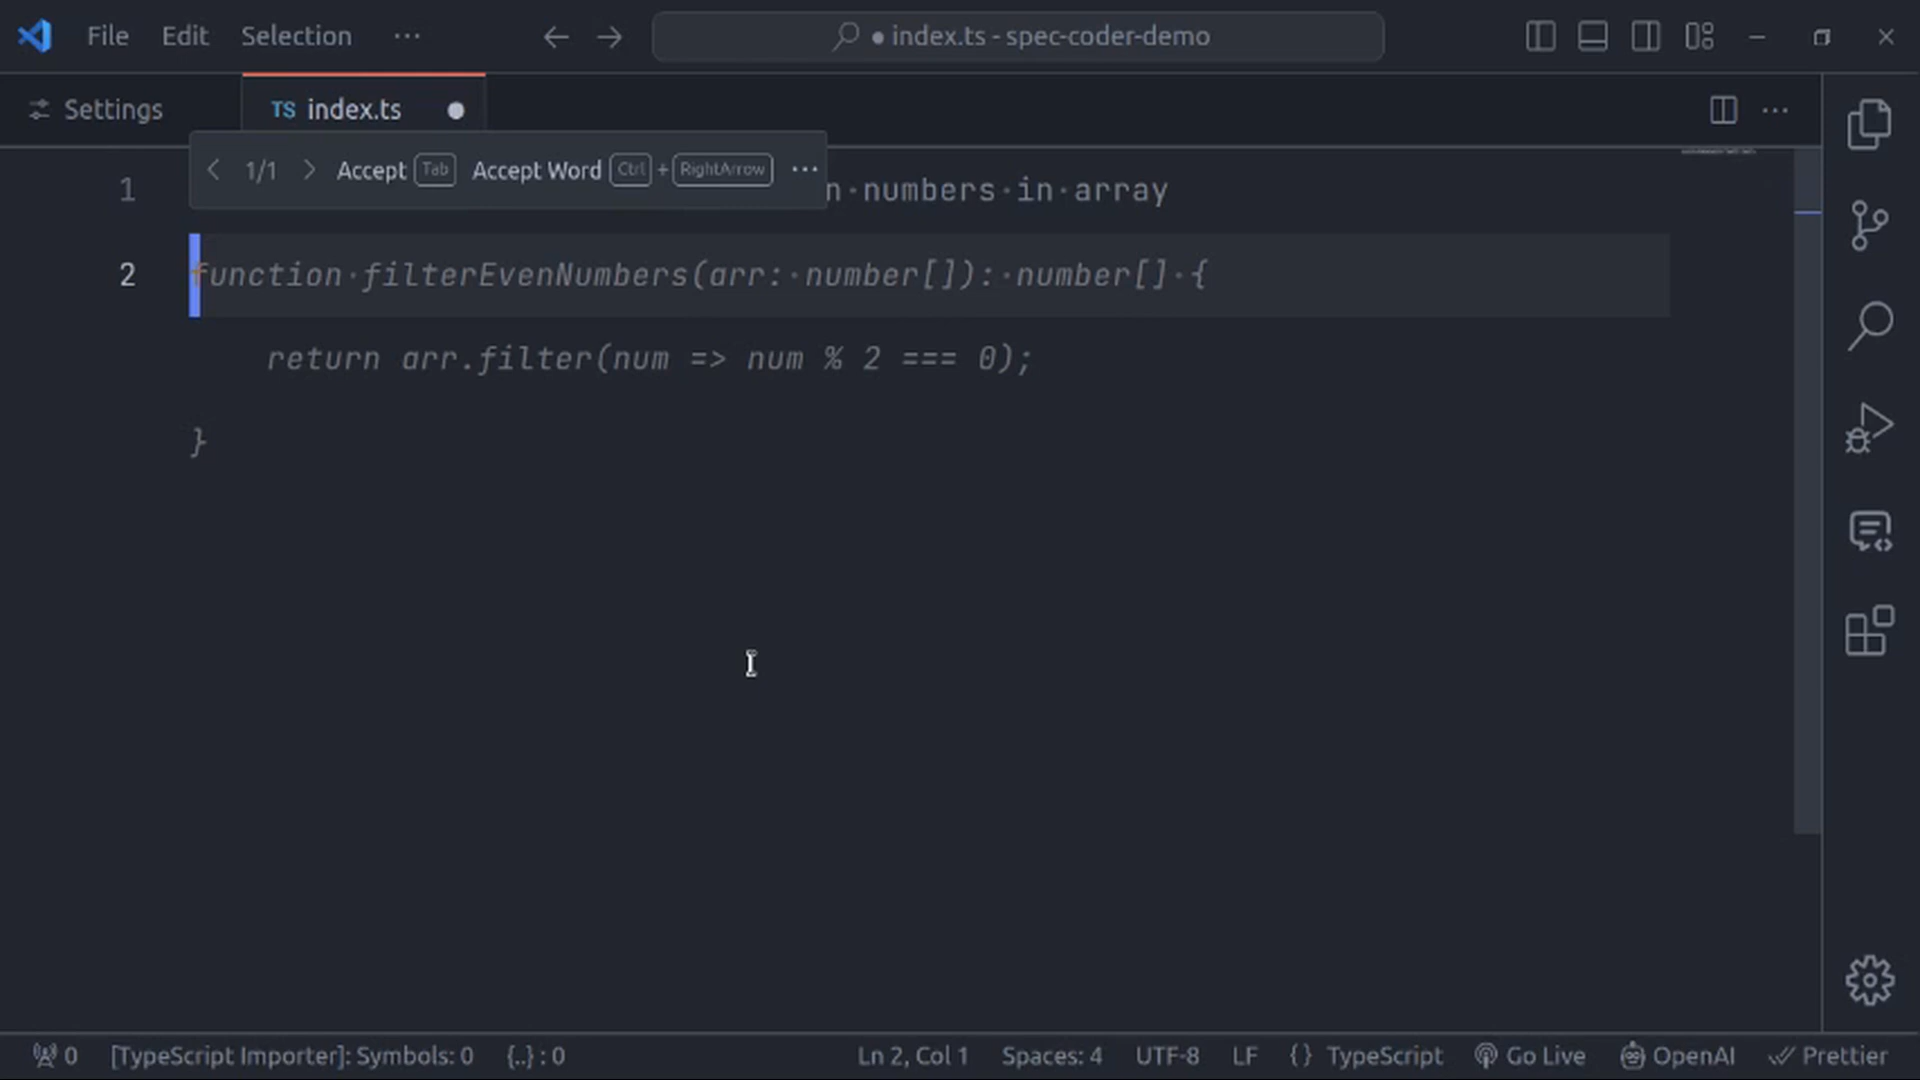 File Edit Selection ··· index.ts - spec-coder-demo
Settings TS index.ts
1/1 Accept Tab Accept Word Ctrl + RightArrow ···
1 n·numbers·in·array
2 function·filterEvenNumbers(arr:·number[]):·number[]·{
return arr.filter(num => num % 2 === 0);
}
0 [TypeScript Importer]: Symbols: 0 {..} : 0 Ln 2, Col 1 Spaces: 4 UTF-8 LF {} TypeScript Go Live OpenAI Prettier